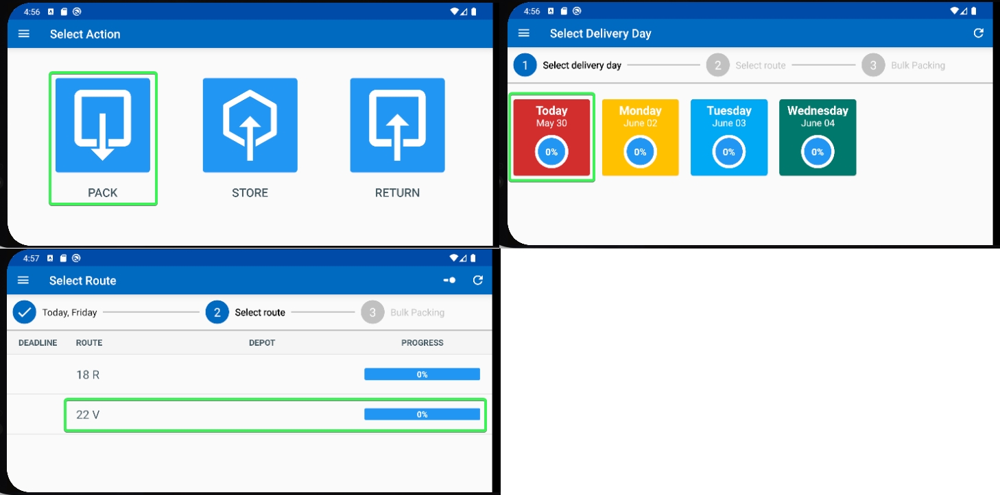 4:56
Select Action
PACK
STORE
RETURN
4:56
Select Delivery Day
1 Select delivery day 2 Select route 3 Bulk Packing
Today Monday Tuesday Wednesday
May 30 June 02 June 03 June 04
0% 0% 0% 0%
4:57
Select Route
Today, Friday 2 Select route 3 Bulk Packing
DEADLINE ROUTE DEPOT PROGRESS
18 R 0%
22 V 0%